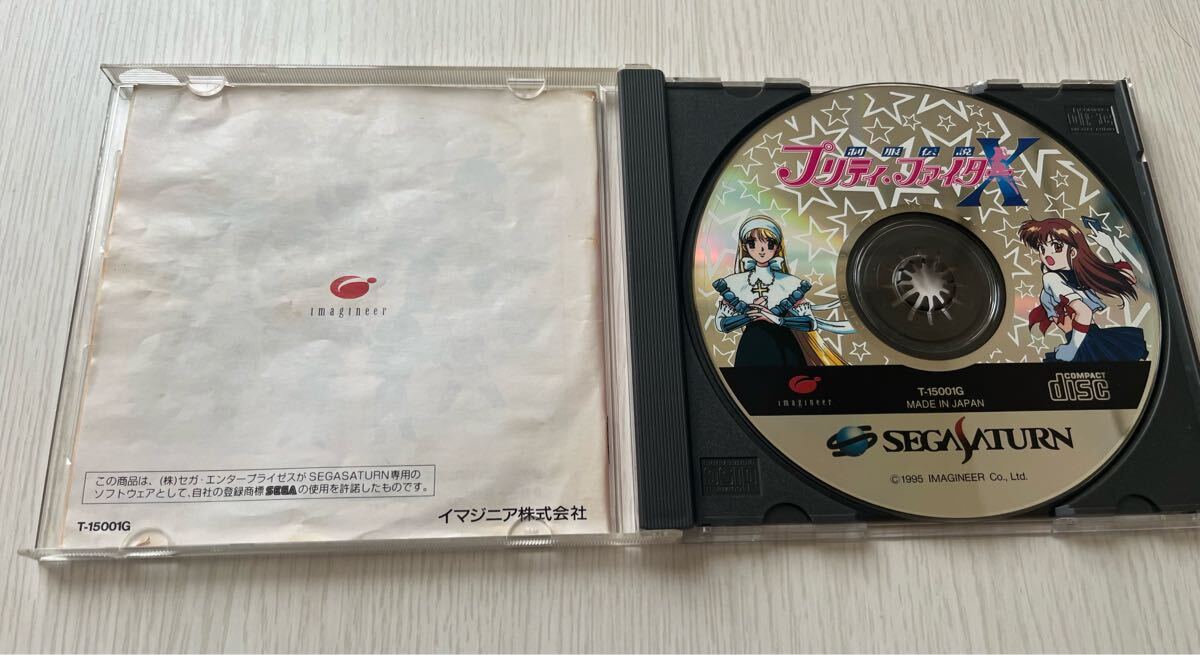 imagineer
この商品は、(株)セガ・エンタープライゼスがSEGASATURN専用の
ソフトウェアとして、自社の登録商標SEGAの使用を許諾したものです。
T-15001G
イマジニア株式会社
制服伝説
プリティ・ファイターX
imagineer
T-15001G
MADE IN JAPAN
COMPACT
disc
SEGASATURN
©1995 IMAGINEER Co., Ltd.